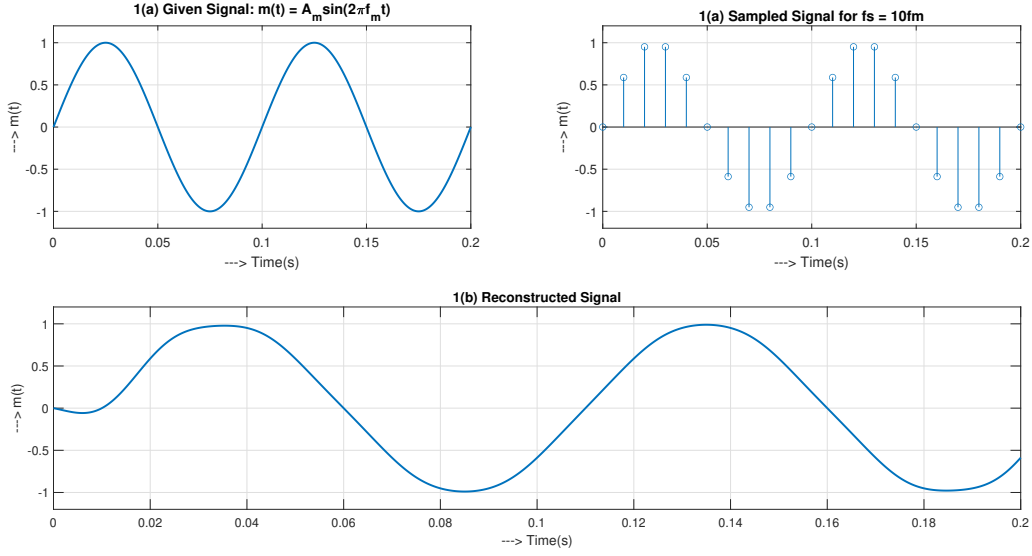 1(a) Given Signal: m(t) = Aₘsin(2πfₘt)
1
0.5
0
-0.5
-1
---> m(t)
0 0.05 0.1 0.15 0.2
---> Time(s)
1(a) Sampled Signal for fs = 10fm
1
0.5
0
-0.5
-1
---> m(t)
0 0.05 0.1 0.15 0.2
---> Time(s)
1(b) Reconstructed Signal
1
0.5
0
-0.5
-1
---> m(t)
0 0.02 0.04 0.06 0.08 0.1 0.12 0.14 0.16 0.18 0.2
---> Time(s)